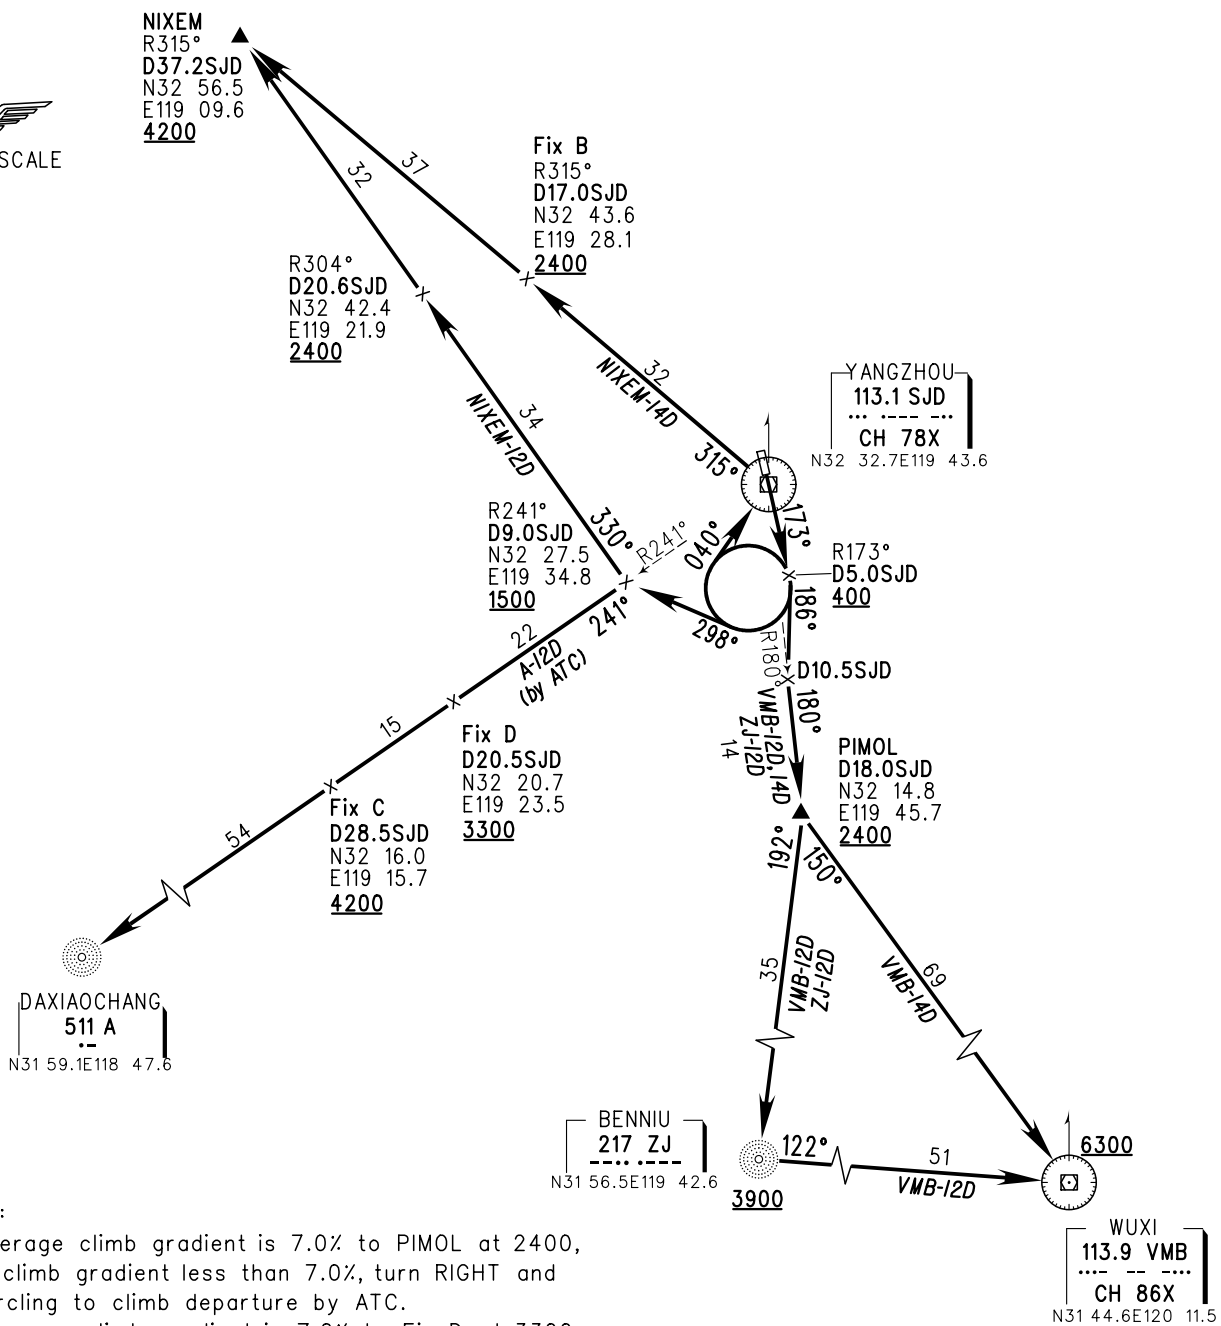 NIXEM
R315°
D37.2SJD
N32 56.5
E119 09.6
4200
SCALE
37
32
Fix B
R315°
D17.0SJD
N32 43.6
E119 28.1
2400
R304°
D20.6SJD
N32 42.4
E119 21.9
2400
32
NIXEM-14D
315°
34
NIXEM-12D
330°
YANGZHOU
113.1 SJD
CH 78X
N32 32.7E119 43.6
173°
040°
R241°
R241°
D9.0SJD
N32 27.5
E119 34.8
1500
R173°
D5.0SJD
400
186°
298°
241°
22
A-12D
(by ATC)
R180°
D10.5SJD
180°
VMB-12D,14D
ZJ-12D
14
15
Fix D
D20.5SJD
N32 20.7
E119 23.5
3300
PIMOL
D18.0SJD
N32 14.8
E119 45.7
2400
Fix C
D28.5SJD
N32 16.0
E119 15.7
4200
54
192°
150°
DAXIAOCHANG
511 A
N31 59.1E118 47.6
35
VMB-12D
ZJ-12D
69
VMB-14D
BENNIU
217 ZJ
N31 56.5E119 42.6
122°
3900
51
VMB-12D
6300
WUXI
113.9 VMB
CH 86X
N31 44.6E120 11.5
:
erage climb gradient is 7.0% to PIMOL at 2400,
climb gradient less than 7.0%, turn RIGHT and
rcling to climb departure by ATC.